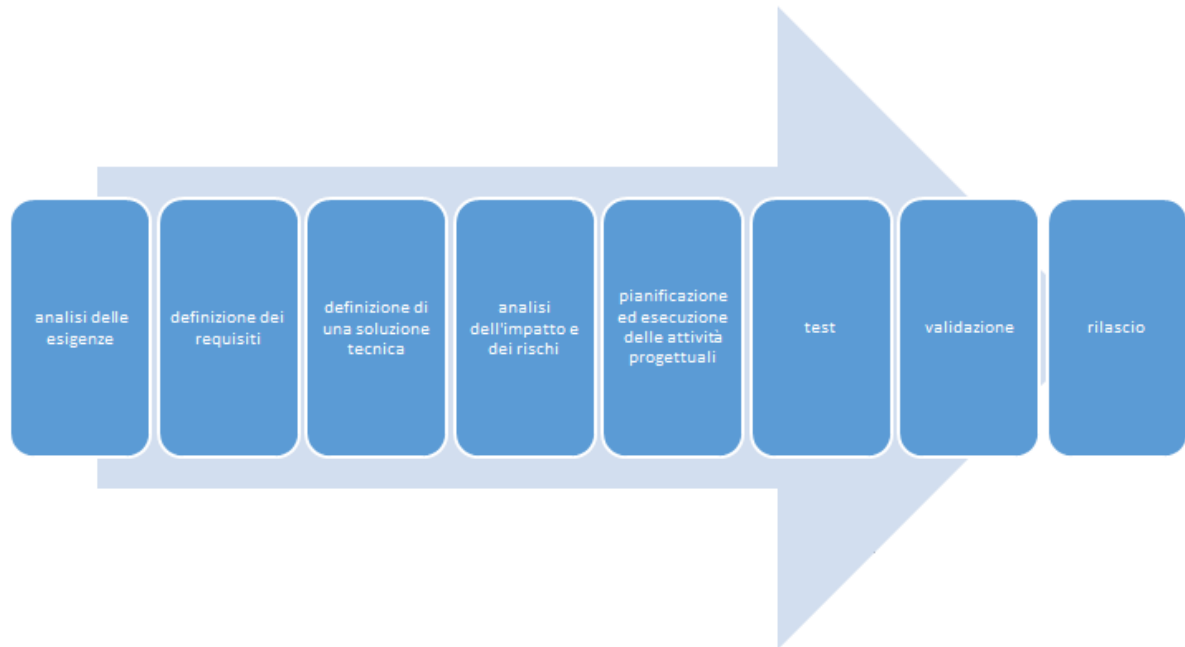 analisi delle
esigenze
definizione dei
requisiti
definizione di
una soluzione
tecnica
analisi
dell'impatto e
dei rischi
pianificazione
ed esecuzione
delle attività
progettuali
test
validazione
rilascio